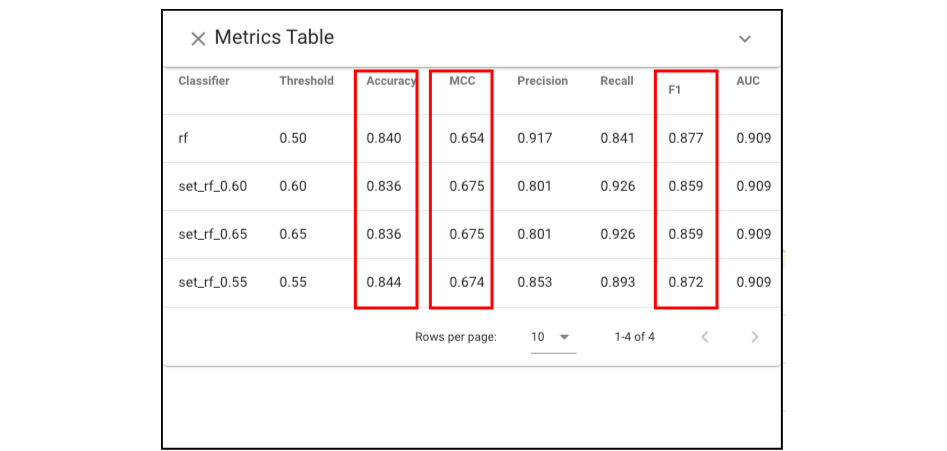 Metrics Table
Classifier Threshold Accuracy MCC Precision Recall F1 AUC
rf 0.50 0.840 0.654 0.917 0.841 0.877 0.909
set_rf_0.60 0.60 0.836 0.675 0.801 0.926 0.859 0.909
set_rf_0.65 0.65 0.836 0.675 0.801 0.926 0.859 0.909
set_rf_0.55 0.55 0.844 0.674 0.853 0.893 0.872 0.909
Rows per page: 10 1-4 of 4